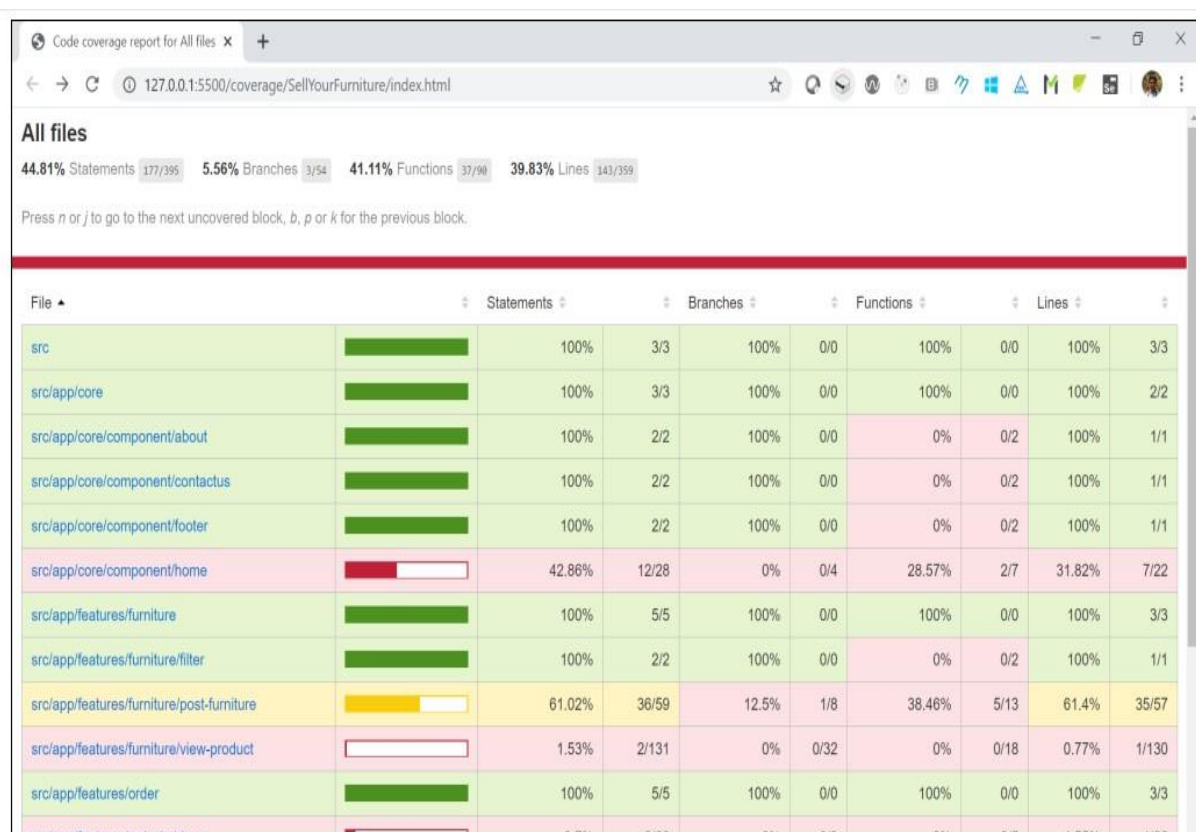 Code coverage report for All files
127.0.0.1:5500/coverage/SellYourFurniture/index.html
All files
44.81% Statements 177/395 5.56% Branches 3/54 41.11% Functions 37/90 39.83% Lines 143/359
Press n or j to go to the next uncovered block, b, p or k for the previous block.
File Statements Branches Functions Lines
src 100% 3/3 100% 0/0 100% 0/0 100% 3/3
src/app/core 100% 3/3 100% 0/0 100% 0/0 100% 2/2
src/app/core/component/about 100% 2/2 100% 0/0 0% 0/2 100% 1/1
src/app/core/component/contactus 100% 2/2 100% 0/0 0% 0/2 100% 1/1
src/app/core/component/footer 100% 2/2 100% 0/0 0% 0/2 100% 1/1
src/app/core/component/home 42.86% 12/28 0% 0/4 28.57% 2/7 31.82% 7/22
src/app/features/furniture 100% 5/5 100% 0/0 100% 0/0 100% 3/3
src/app/features/furniture/filter 100% 2/2 100% 0/0 0% 0/2 100% 1/1
src/app/features/furniture/post-furniture 61.02% 36/59 12.5% 1/8 38.46% 5/13 61.4% 35/57
src/app/features/furniture/view-product 1.53% 2/131 0% 0/32 0% 0/18 0.77% 1/130
src/app/features/order 100% 5/5 100% 0/0 100% 0/0 100% 3/3